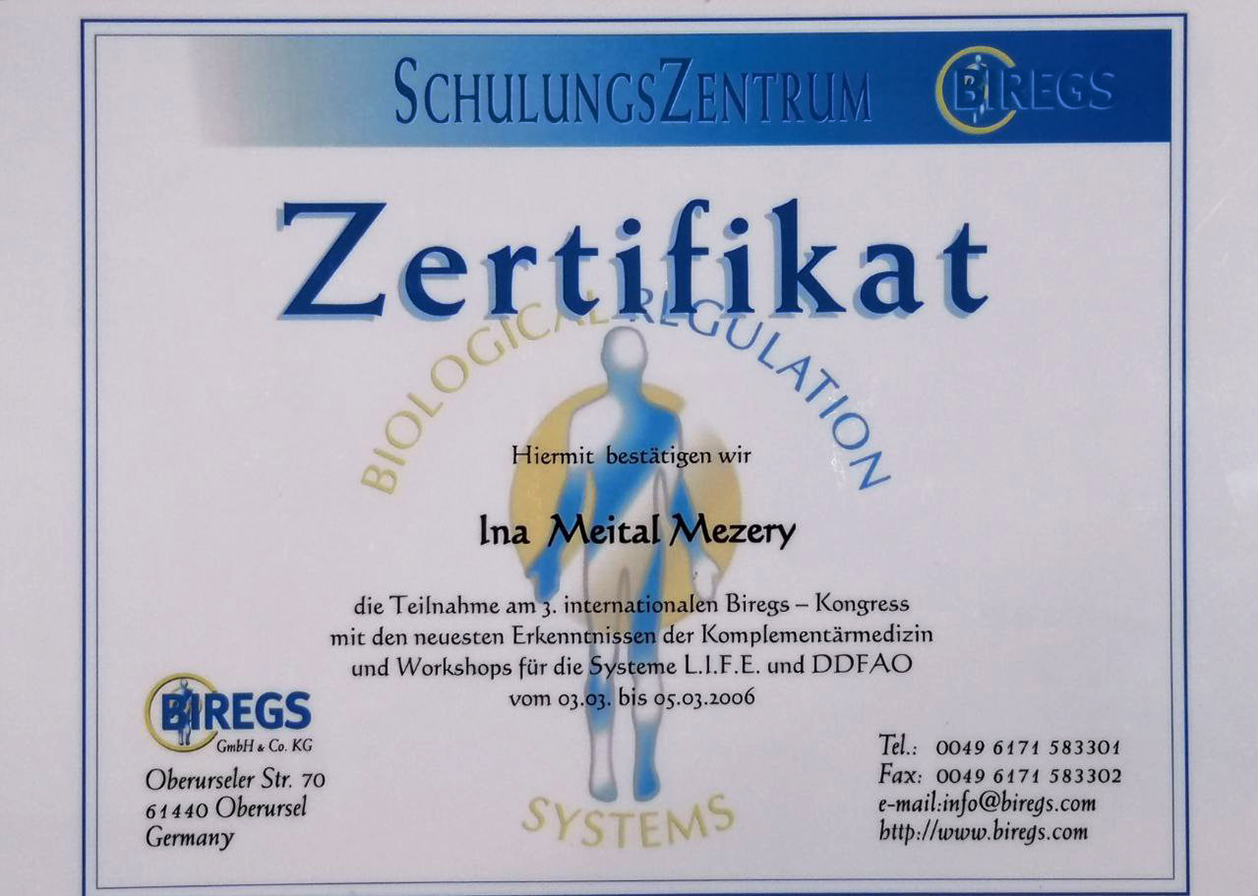 SCHULUNGSZENTRUM
BIREGS
Zertifikat
BIOLOGICAL REGULATION
Hiermit bestätigen wir
Ina Meital Mezery
die Teilnahme am 3. internationalen Biregs – Kongress
mit den neuesten Erkenntnissen der Komplementärmedizin
und Workshops für die Systeme L.I.F.E. und DDFAO
vom 03.03. bis 05.03.2006
BIREGS
GmbH & Co. KG
Oberurseler Str. 70
61440 Oberursel
Germany
SYSTEMS
Tel.: 0049 6171 583301
Fax: 0049 6171 583302
e-mail:info@biregs.com
http://www.biregs.com